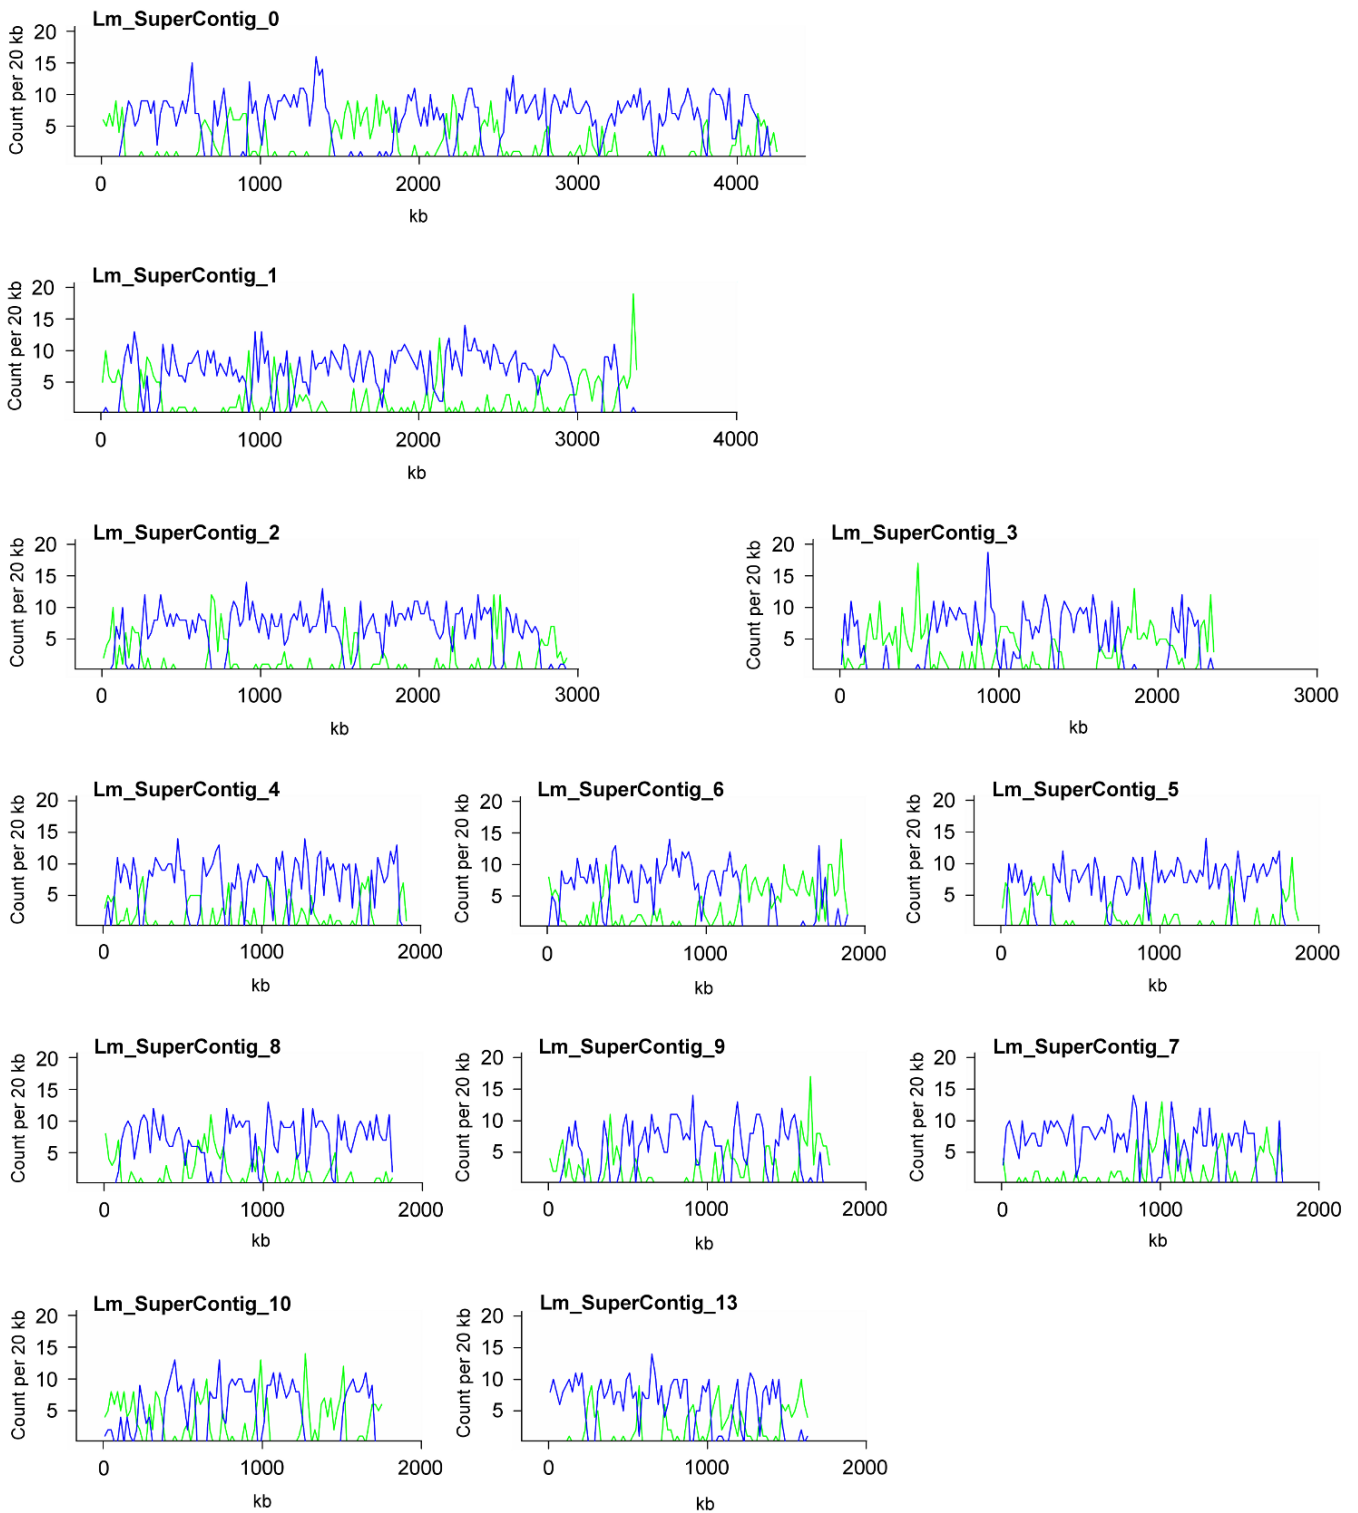 Lm_SuperContig_0
Count per 20 kb
20
15
10
5
0 1000 2000 3000 4000
kb
Lm_SuperContig_1
Count per 20 kb
20
15
10
5
0 1000 2000 3000 4000
kb
Lm_SuperContig_2
Count per 20 kb
20
15
10
5
0 1000 2000 3000
kb
Lm_SuperContig_3
Count per 20 kb
20
15
10
5
0 1000 2000 3000
kb
Lm_SuperContig_4
Count per 20 kb
20
15
10
5
0 1000 2000
kb
Lm_SuperContig_6
Count per 20 kb
20
15
10
5
0 1000 2000
kb
Lm_SuperContig_5
Count per 20 kb
20
15
10
5
0 1000 2000
kb
Lm_SuperContig_8
Count per 20 kb
20
15
10
5
0 1000 2000
kb
Lm_SuperContig_9
Count per 20 kb
20
15
10
5
0 1000 2000
kb
Lm_SuperContig_7
Count per 20 kb
20
15
10
5
0 1000 2000
kb
Lm_SuperContig_10
Count per 20 kb
20
15
10
5
0 1000 2000
kb
Lm_SuperContig_13
Count per 20 kb
20
15
10
5
0 1000 2000
kb